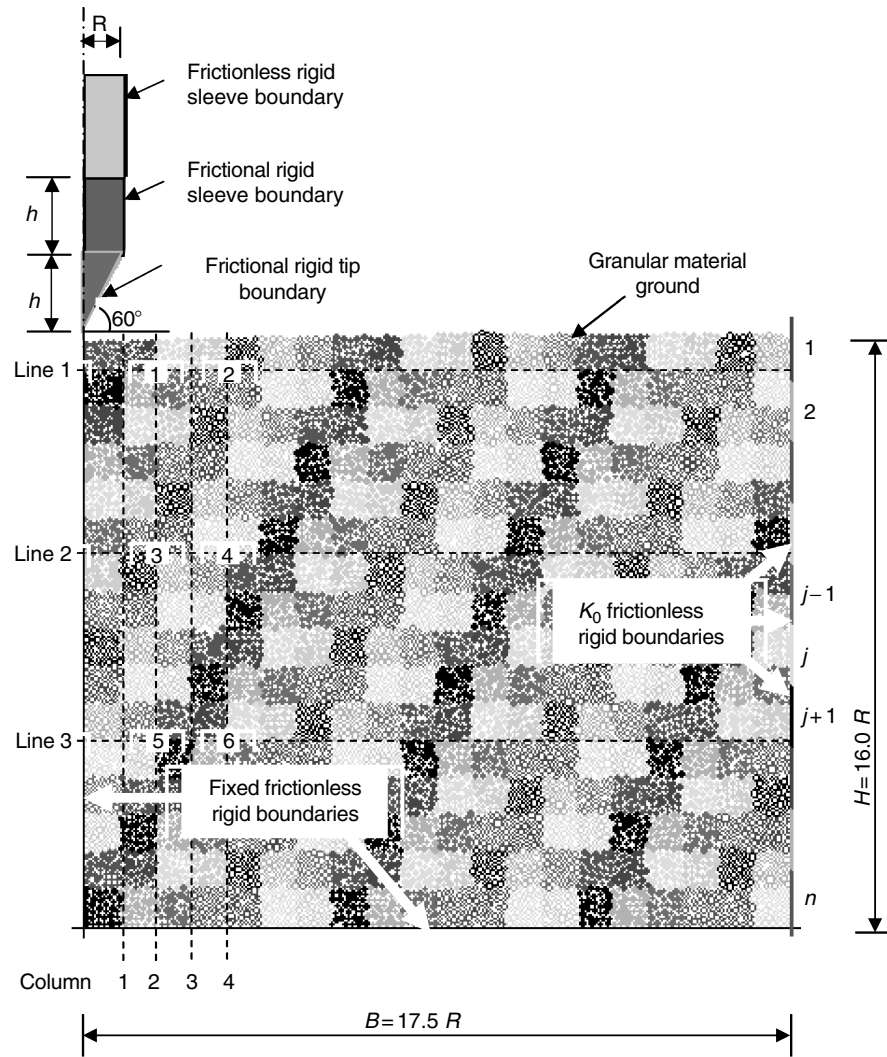 R
Frictionless rigid
sleeve boundary
Frictional rigid
sleeve boundary
h
Frictional rigid tip
boundary
h
60°
Granular material
ground
Line 1
1
2
1
2
Line 2
3
4
K0 frictionless
rigid boundaries
j−1
j
j+1
Line 3
5
6
Fixed frictionless
rigid boundaries
n
H= 16.0 R
Column 1 2 3 4
B= 17.5 R